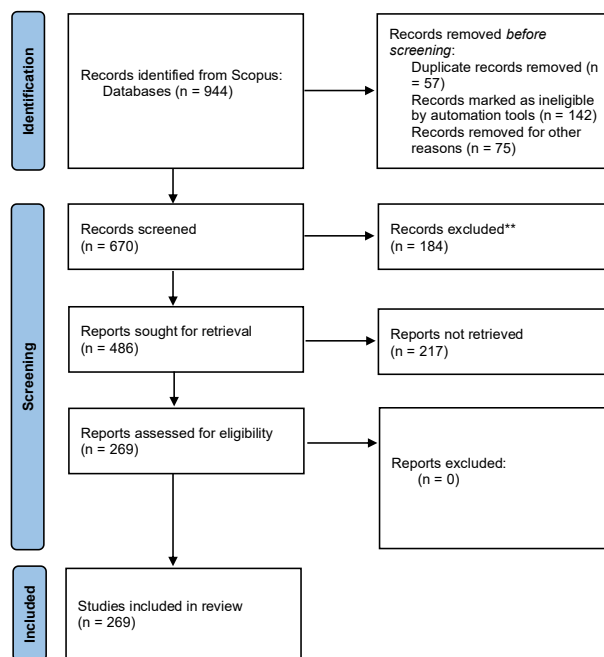 Identification
Records identified from Scopus:
Databases (n = 944)
Records removed before
screening:
Duplicate records removed (n
= 57)
Records marked as ineligible
by automation tools (n = 142)
Records removed for other
reasons (n = 75)
Screening
Records screened
(n = 670)
Records excluded**
(n = 184)
Reports sought for retrieval
(n = 486)
Reports not retrieved
(n = 217)
Reports assessed for eligibility
(n = 269)
Reports excluded:
(n = 0)
Included
Studies included in review
(n = 269)